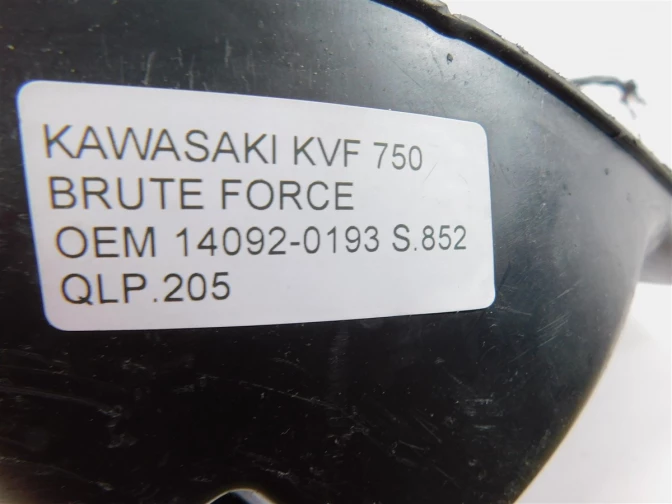 KAWASAKI KVF 750
BRUTE FORCE
OEM 14092-0193 S.852
QLP.205